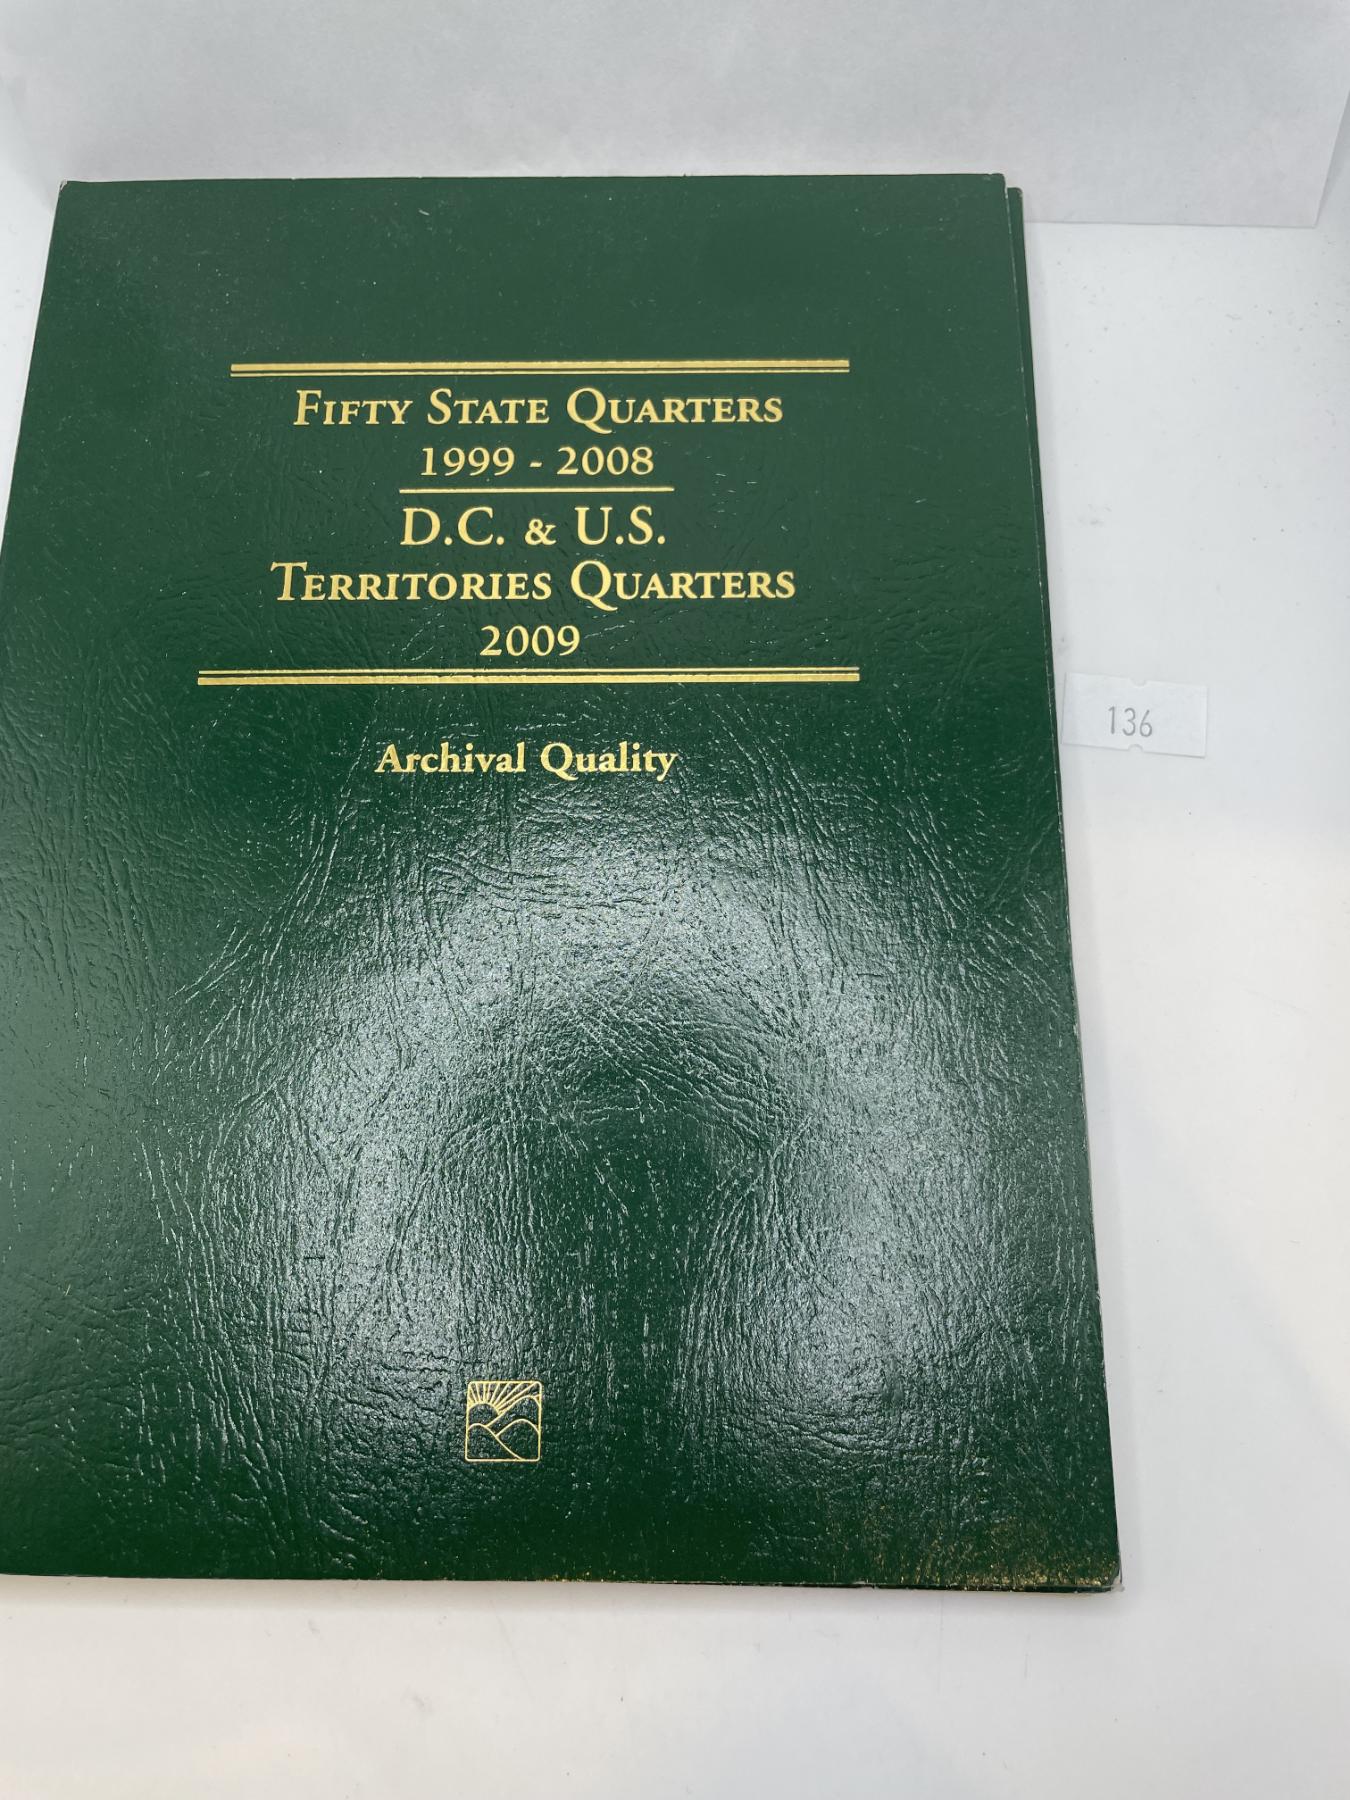 Fifty State Quarters
1999 - 2008
D.C. & U.S.
Territories Quarters
2009
Archival Quality
136